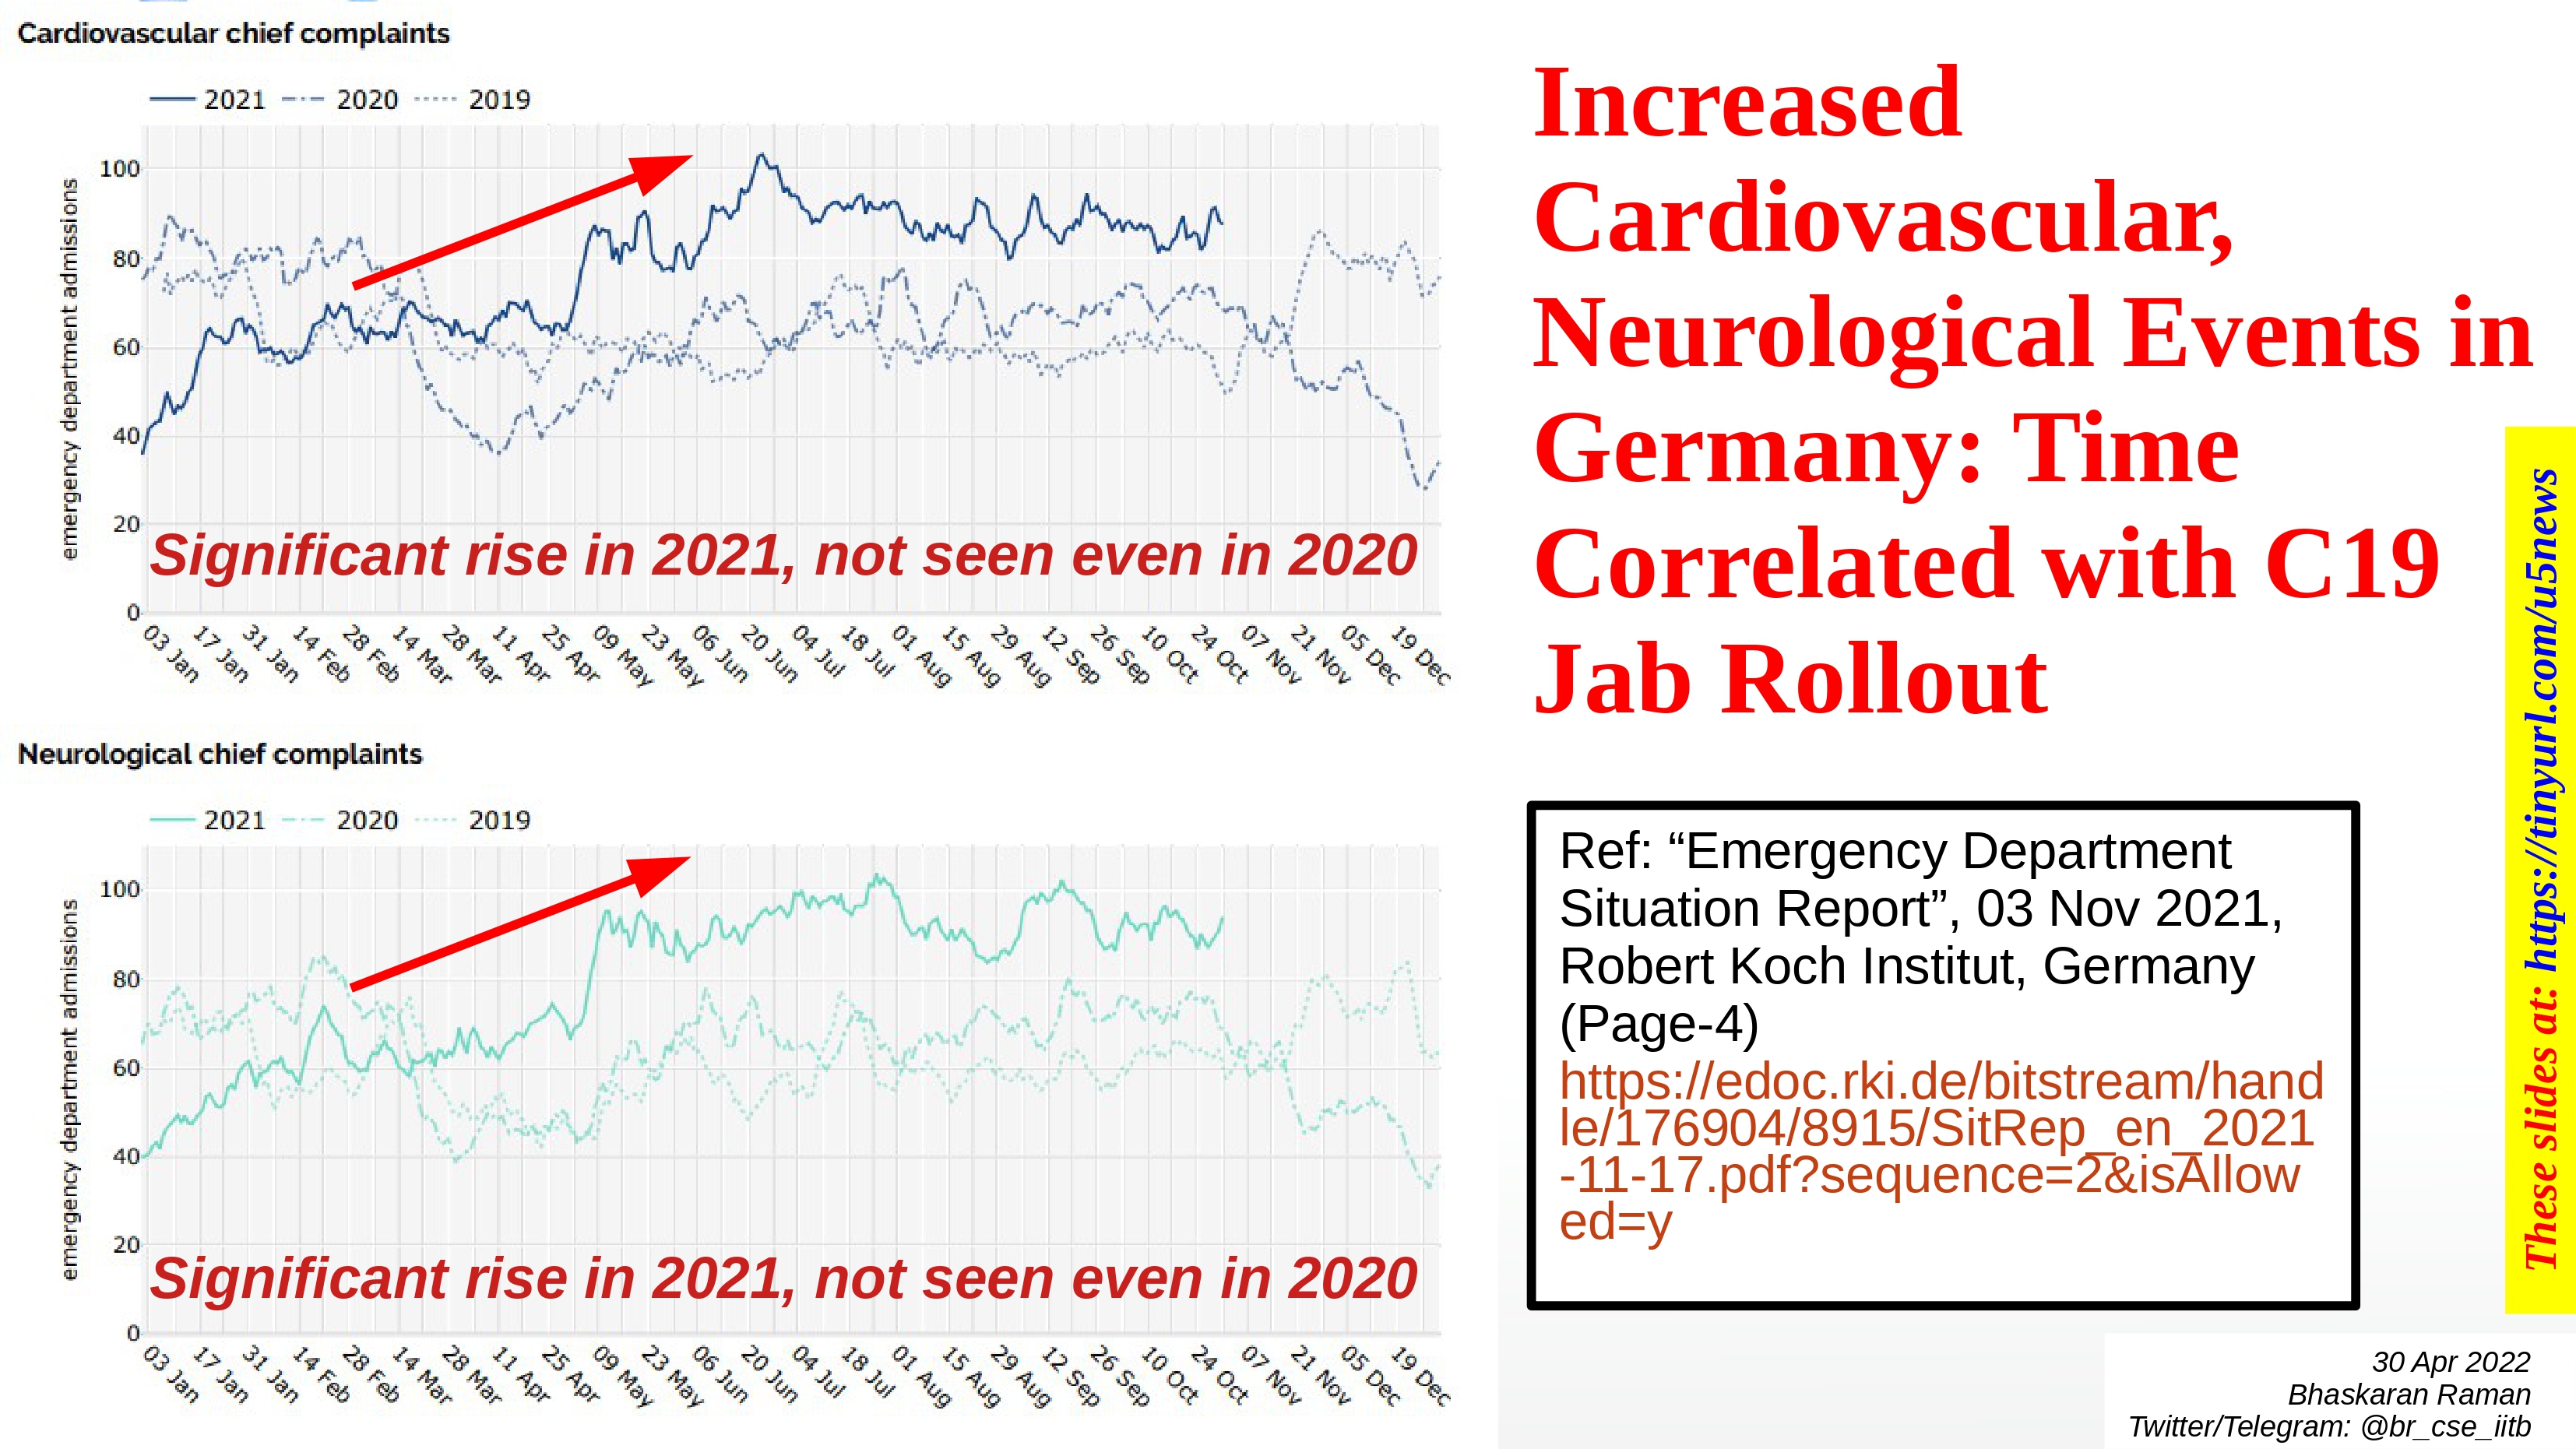 Cardiovascular chief complaints
2021 2020 2019
emergency department admissions
100
80
60
40
20
0
Significant rise in 2021, not seen even in 2020
03 Jan 17 Jan 31 Jan 14 Feb 28 Feb 14 Mar 28 Mar 11 Apr 25 Apr 09 May 23 May 06 Jun 20 Jun 04 Jul 18 Jul 01 Aug 15 Aug 29 Aug 12 Sep 26 Sep 10 Oct 24 Oct 07 Nov 21 Nov 05 Dec 19 Dec
Neurological chief complaints
2021 2020 2019
emergency department admissions
100
80
60
40
20
0
Significant rise in 2021, not seen even in 2020
03 Jan 17 Jan 31 Jan 14 Feb 28 Feb 14 Mar 28 Mar 11 Apr 25 Apr 09 May 23 May 06 Jun 20 Jun 04 Jul 18 Jul 01 Aug 15 Aug 29 Aug 12 Sep 26 Sep 10 Oct 24 Oct 07 Nov 21 Nov 05 Dec 19 Dec
Increased
Cardiovascular,
Neurological Events in
Germany: Time
Correlated with C19
Jab Rollout
Ref: “Emergency Department
Situation Report”, 03 Nov 2021,
Robert Koch Institut, Germany
(Page-4)
https://edoc.rki.de/bitstream/hand
le/176904/8915/SitRep_en_2021
-11-17.pdf?sequence=2&isAllow
ed=y
These slides at: https://tinyurl.com/u5news
30 Apr 2022
Bhaskaran Raman
Twitter/Telegram: @br_cse_iitb